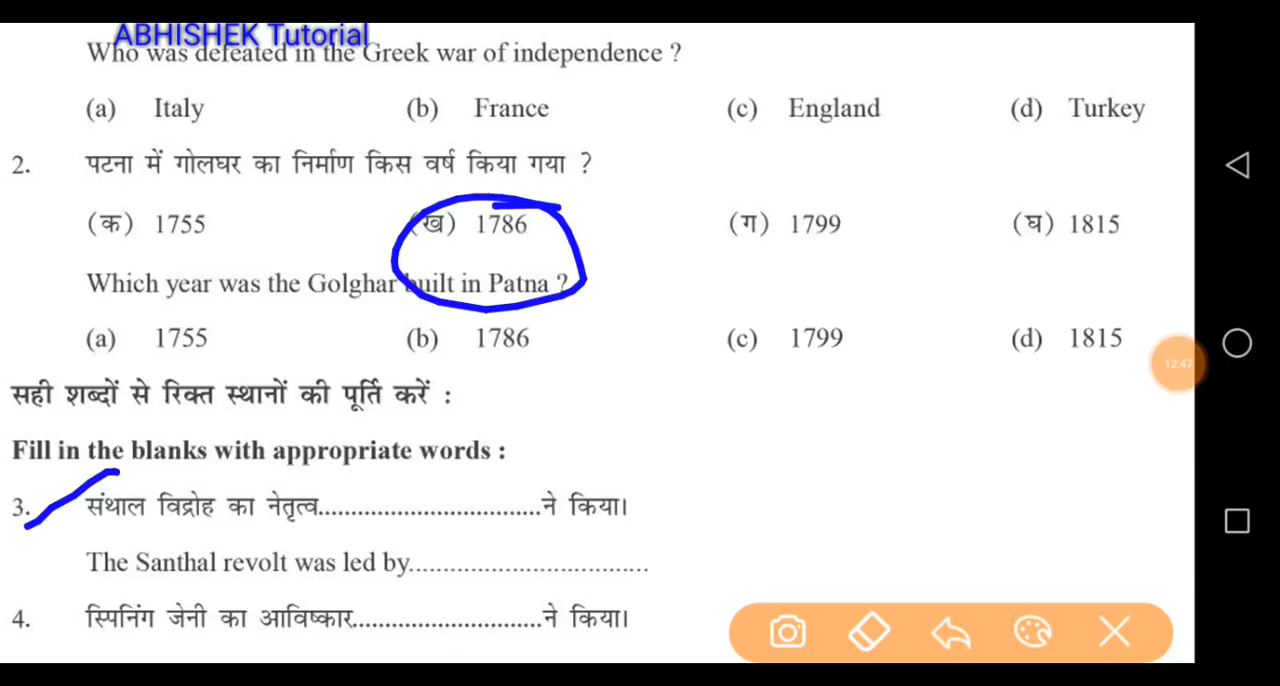 ABHISHEK Tutorial
Who was defeated in the Greek war of independence ?
(a) Italy (b) France (c) England (d) Turkey
2. पटना में गोलघर का निर्माण किस वर्ष किया गया ?
(क) 1755 (ख) 1786 (ग) 1799 (घ) 1815
Which year was the Golghar built in Patna ?
(a) 1755 (b) 1786 (c) 1799 (d) 1815
12:47
सही शब्दों से रिक्त स्थानों की पूर्ति करें :
Fill in the blanks with appropriate words :
3. संथाल विद्रोह का नेतृत्व..................................ने किया।
The Santhal revolt was led by....................................
4. स्पिनिंग जेनी का आविष्कार.............................ने किया।